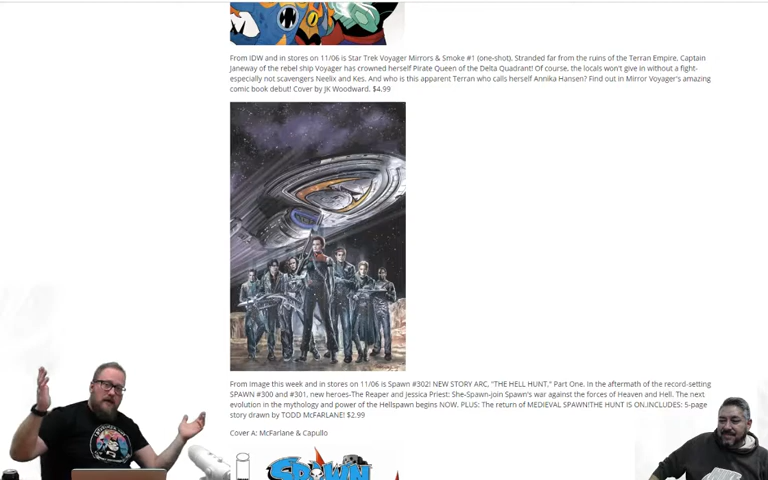 From IDW and in stores on 11/06 is Star Trek Voyager Mirrors & Smoke #1 (one-shot). Stranded far from the ruins of the Terran Empire. Captain
Janeway of the rebel ship Voyager has crowned herself Pirate Queen of the Delta Quadrant! Of course, the locals won't give in without a fight-
especially not scavengers Neelix and Kes. And who is this apparent Terran who calls herself Annika Hansen? Find out in Mirror Voyager's amazing
comic book debut! Cover by JK Woodward. $4.99
From Image this week and in stores on 11/06 is Spawn #302! NEW STORY ARC, "THE HELL HUNT," Part One. In the aftermath of the record-setting
SPAWN #300 and #301, new heroes-The Reaper and Jessica Priest: She-Spawn-join Spawn's war against the forces of Heaven and Hell. The next
evolution in the mythology and power of the Hellspawn begins NOW. PLUS: The return of MEDIEVAL SPAWN!THE HUNT IS ON.INCLUDES: 5-page
story drawn by TODD McFARLANE! $2.99
Cover A: McFarlane & Capullo
SPAWN